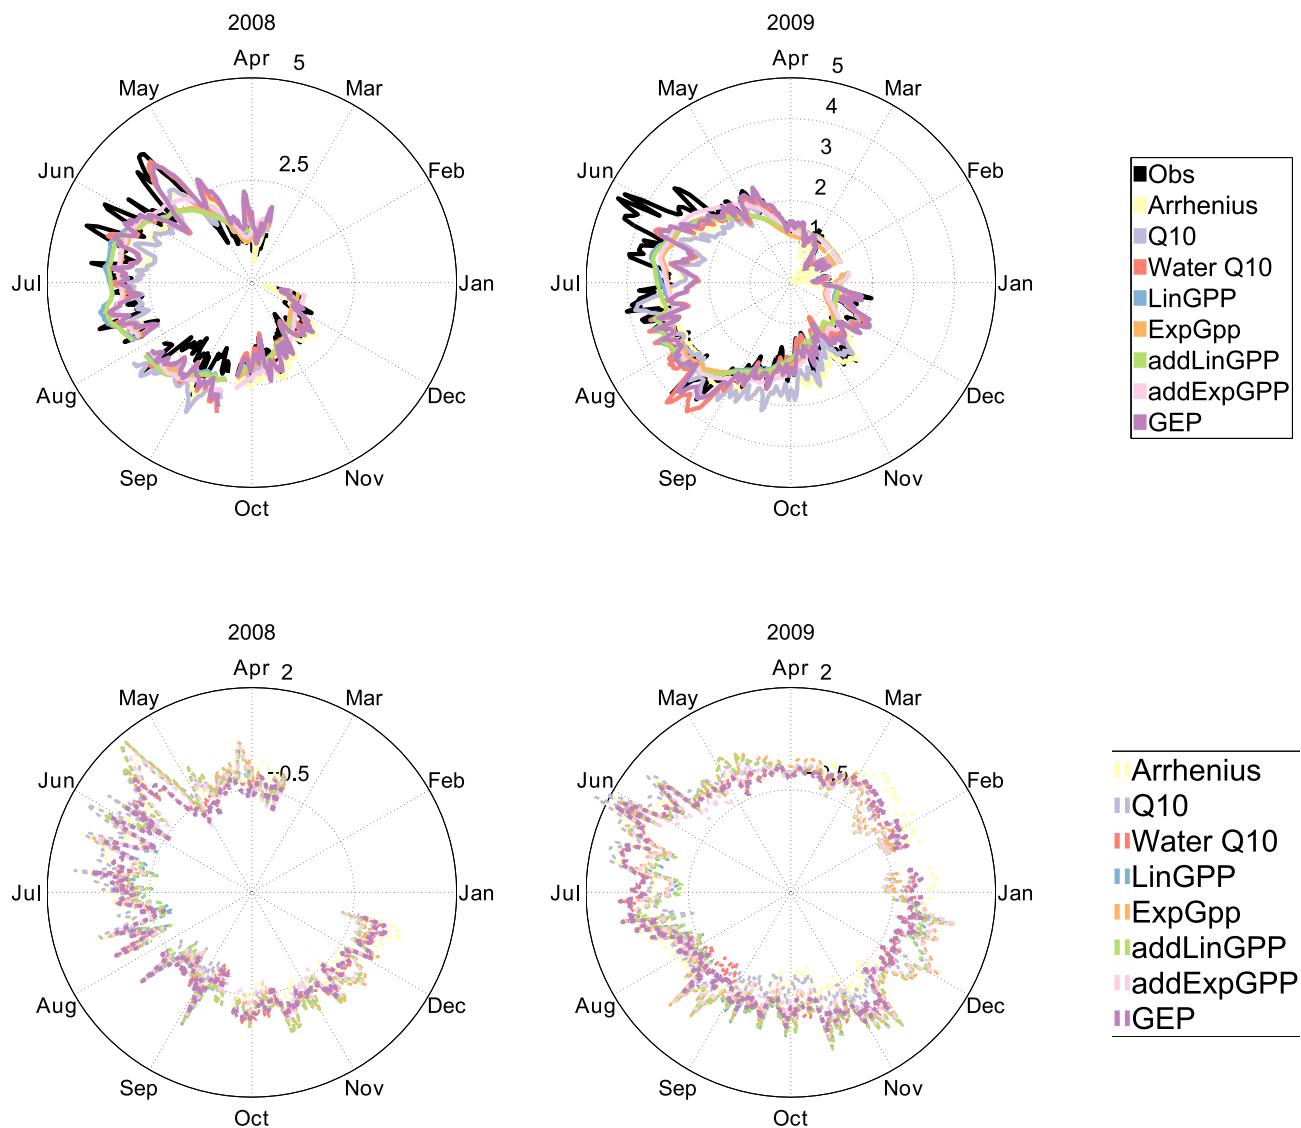 2008
2009
Apr
5
May
Mar
Jun
2.5
Feb
Jul
Jan
Aug
Dec
Sep
Nov
Oct
Apr
5
May
4
Mar
Jun
3
Feb
2
1
Jul
Jan
Aug
Dec
Sep
Nov
Oct
Obs
Arrhenius
Q10
Water Q10
LinGPP
ExpGpp
addLinGPP
addExpGPP
GEP
2008
2009
Apr
2
May
Mar
Jun
-0.5
Feb
Jul
Jan
Aug
Dec
Sep
Nov
Oct
Apr
2
May
Mar
Jun
Feb
Jul
Jan
Aug
Dec
Sep
Nov
Oct
Arrhenius
Q10
Water Q10
LinGPP
ExpGpp
addLinGPP
addExpGPP
GEP